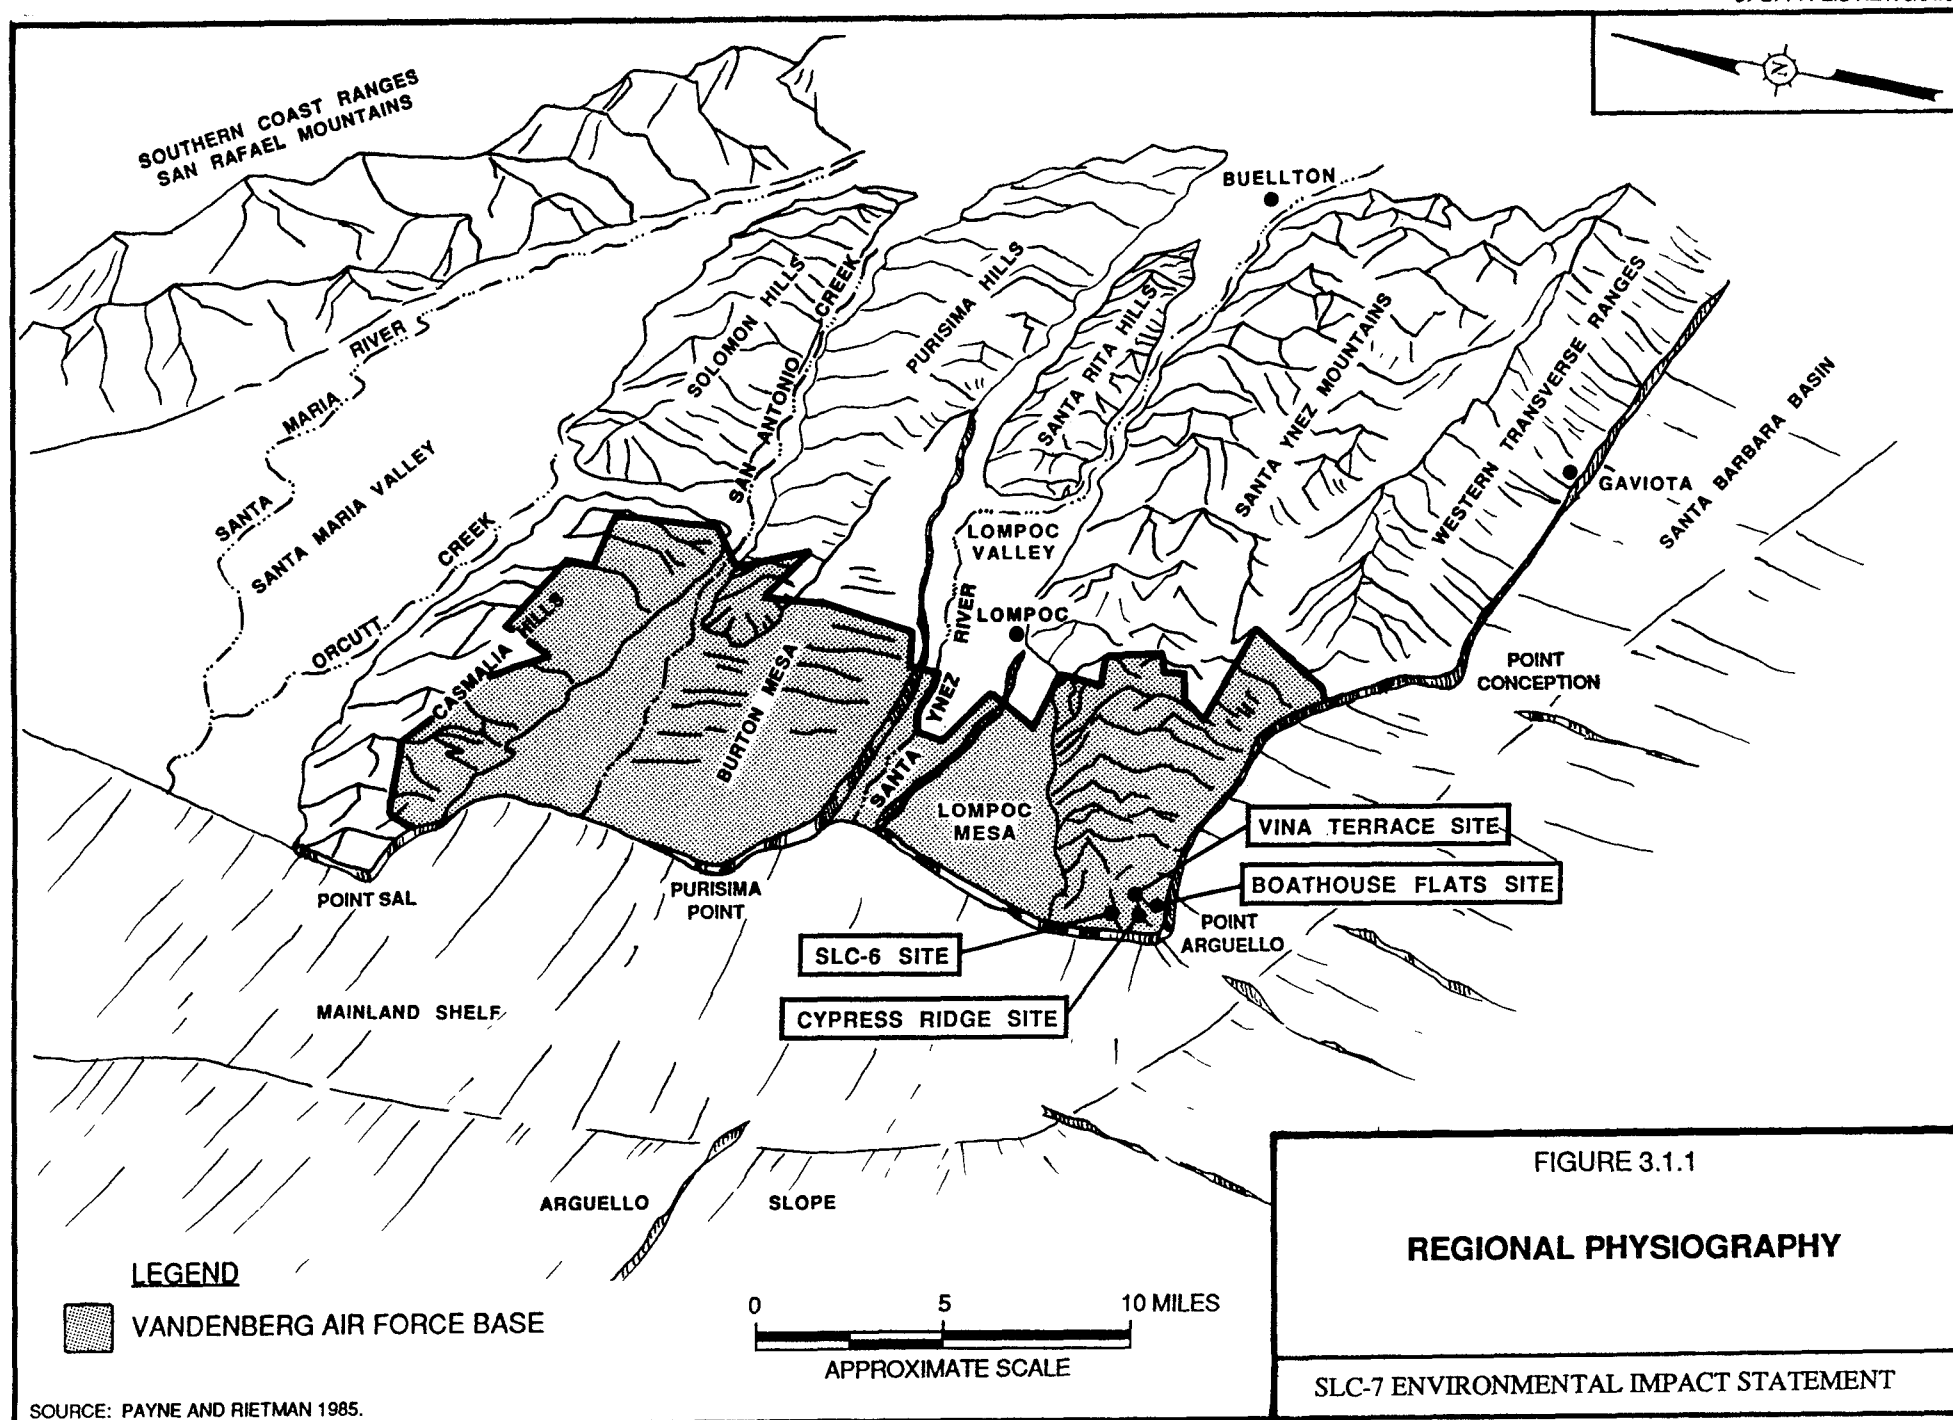 N
SOUTHERN COAST RANGES
SAN RAFAEL MOUNTAINS
BUELLTON
SANTA MARIA RIVER
SANTA MARIA VALLEY
ORCUTT CREEK
SOLOMON HILLS
SAN ANTONIO CREEK
PURISIMA HILLS
SANTA RITA HILLS
SANTA YNEZ MOUNTAINS
WESTERN TRANSVERSE RANGES
GAVIOTA
SANTA BARBARA BASIN
LOMPOC
VALLEY
LOMPOC
SANTA YNEZ RIVER
CASMALIA HILLS
BURTON MESA
POINT
CONCEPTION
LOMPOC
MESA
VINA TERRACE SITE
BOATHOUSE FLATS SITE
POINT SAL
PURISIMA
POINT
POINT
ARGUELLO
SLC-6 SITE
CYPRESS RIDGE SITE
MAINLAND SHELF
ARGUELLO SLOPE
LEGEND
VANDENBERG AIR FORCE BASE
0 5 10 MILES
APPROXIMATE SCALE
FIGURE 3.1.1
REGIONAL PHYSIOGRAPHY
SLC-7 ENVIRONMENTAL IMPACT STATEMENT
SOURCE: PAYNE AND RIETMAN 1985.